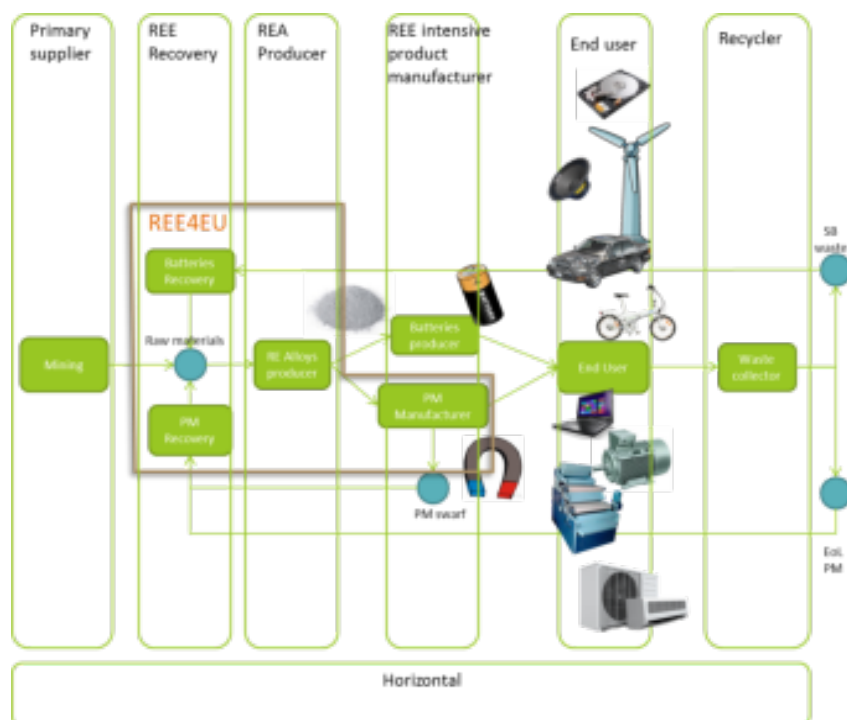 Primary
supplier
REE
Recovery
REA
Producer
REE intensive
product
manufacturer
End user
Recycler
REE4EU
SB
waste
Batteries
Recovery
Raw materials
Batteries
producer
Mining
RE Alloys
producer
End User
Waste
collector
PM
Manufacturer
PM
Recovery
PM swarf
EoL
PM
Horizontal